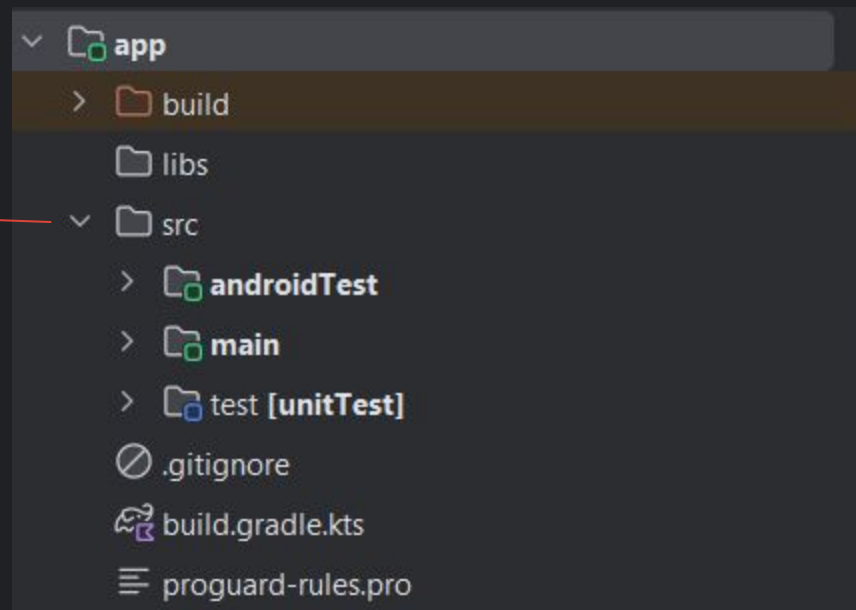 app
build
libs
src
androidTest
main
test [unitTest]
.gitignore
build.gradle.kts
proguard-rules.pro